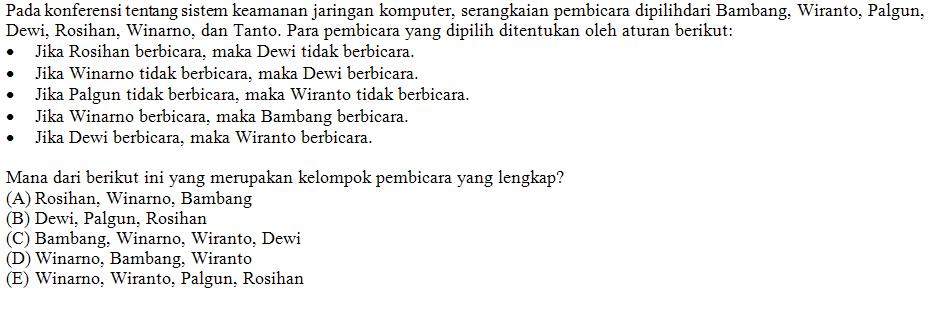 Pada konferensi tentang sistem keamanan jaringan komputer, serangkaian pembicara dipilihdari Bambang, Wiranto, Palgun,
Dewi, Rosihan, Winarno, dan Tanto. Para pembicara yang dipilih ditentukan oleh aturan berikut:
• Jika Rosihan berbicara, maka Dewi tidak berbicara.
• Jika Winarno tidak berbicara, maka Dewi berbicara.
• Jika Palgun tidak berbicara, maka Wiranto tidak berbicara.
• Jika Winarno berbicara, maka Bambang berbicara.
• Jika Dewi berbicara, maka Wiranto berbicara.
Mana dari berikut ini yang merupakan kelompok pembicara yang lengkap?
(A) Rosihan, Winarno, Bambang
(B) Dewi, Palgun, Rosihan
(C) Bambang, Winarno, Wiranto, Dewi
(D) Winarno, Bambang, Wiranto
(E) Winarno, Wiranto, Palgun, Rosihan